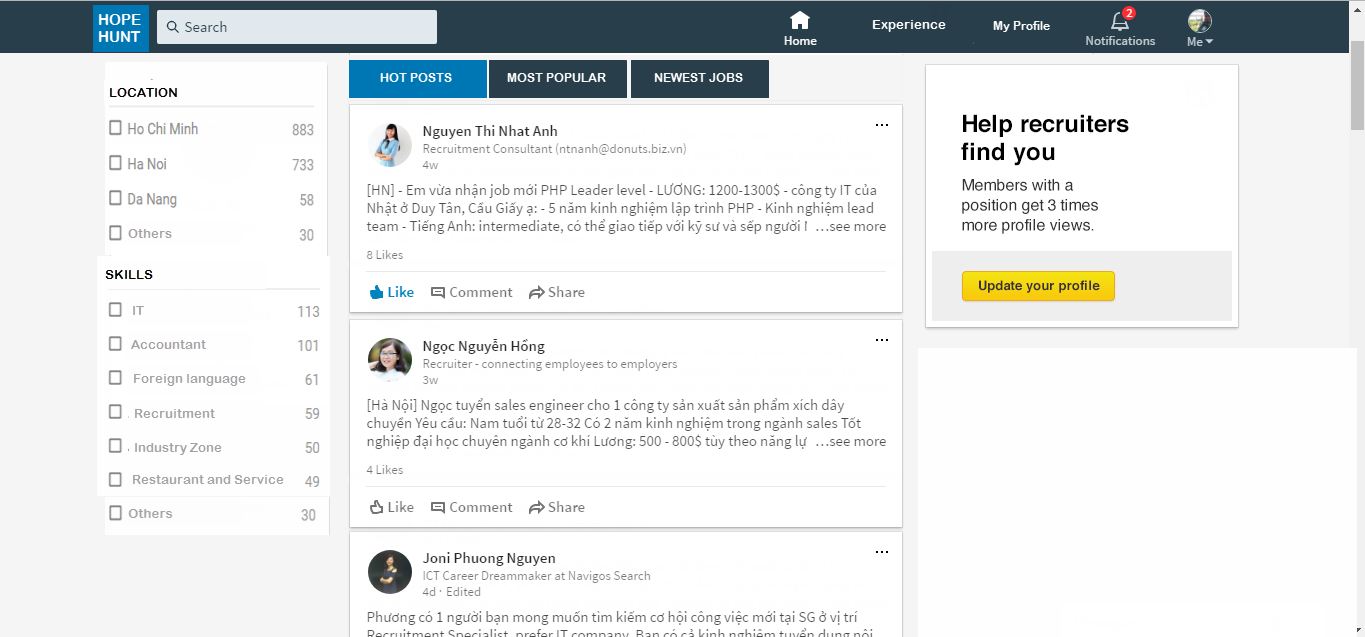 HOPE
HUNT
Search
Home
Experience
My Profile
2
Notifications
Me
LOCATION
Ho Chi Minh 883
Ha Noi 733
Da Nang 58
Others 30
SKILLS
IT 113
Accountant 101
Foreign language 61
Recruitment 59
Industry Zone 50
Restaurant and Service 49
Others 30
HOT POSTS
MOST POPULAR
NEWEST JOBS
Nguyen Thi Nhat Anh
Recruitment Consultant (ntnanh@donuts.biz.vn)
4w
[HN] - Em vừa nhận job mới PHP Leader level - LƯƠNG: 1200-1300$ - công ty IT của
Nhật ở Duy Tân, Cầu Giấy ạ: - 5 năm kinh nghiệm lập trình PHP - Kinh nghiệm lead
team - Tiếng Anh: intermediate, có thể giao tiếp với kỹ sư và sếp người …see more
8 Likes
Like Comment Share
Ngọc Nguyễn Hồng
Recruiter - connecting employees to employers
3w
[Hà Nội] Ngọc tuyển sales engineer cho 1 công ty sản xuất sản phẩm xích dây
chuyền Yêu cầu: Nam tuổi từ 28-32 Có 2 năm kinh nghiệm trong ngành sales Tốt
nghiệp đại học chuyên ngành cơ khí Lương: 500 - 800$ tùy theo năng lự …see more
4 Likes
Like Comment Share
Joni Phuong Nguyen
ICT Career Dreammaker at Navigos Search
4d · Edited
Phương có 1 người bạn mong muốn tìm kiếm cơ hội công việc mới tại SG ở vị trí
Recruitment Specialist, prefer IT company. Bạn có cả kinh nghiệm tuyển dụng nội
Help recruiters
find you
Members with a
position get 3 times
more profile views.
Update your profile